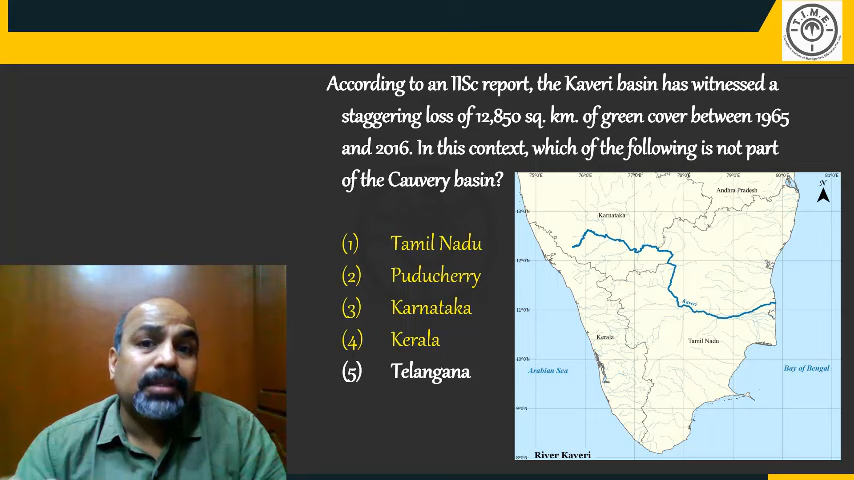 T.I.M.E.
According to an IISc report, the Kaveri basin has witnessed a
staggering loss of 12,850 sq. km. of green cover between 1965
and 2016. In this context, which of the following is not part
of the Cauvery basin?
(1) Tamil Nadu
(2) Puducherry
(3) Karnataka
(4) Kerala
(5) Telangana
N
Andhra Pradesh
Karnataka
Kaveri
Kerala
Tamil Nadu
Arabian Sea
Bay of Bengal
River Kaveri